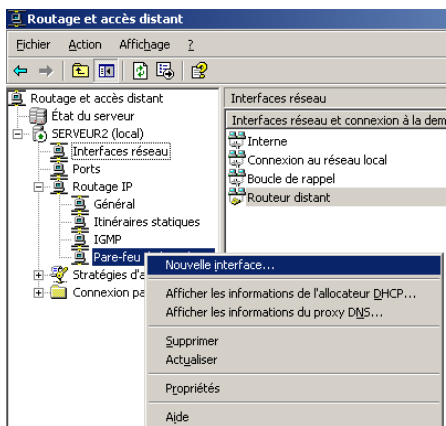 Routage et accès distant
Fichier Action Affichage ?
Routage et accès distant
État du serveur
SERVEUR2 (local)
Interfaces réseau
Ports
Routage IP
Général
Itinéraires statiques
IGMP
Pare-feu
Stratégies d'a
Connexion pa
Interfaces réseau
Interfaces réseau et connexion à la dem
Interne
Connexion au réseau local
Boucle de rappel
Routeur distant
Nouvelle interface...
Afficher les informations de l'allocateur DHCP...
Afficher les informations du proxy DNS...
Supprimer
Actualiser
Propriétés
Aide